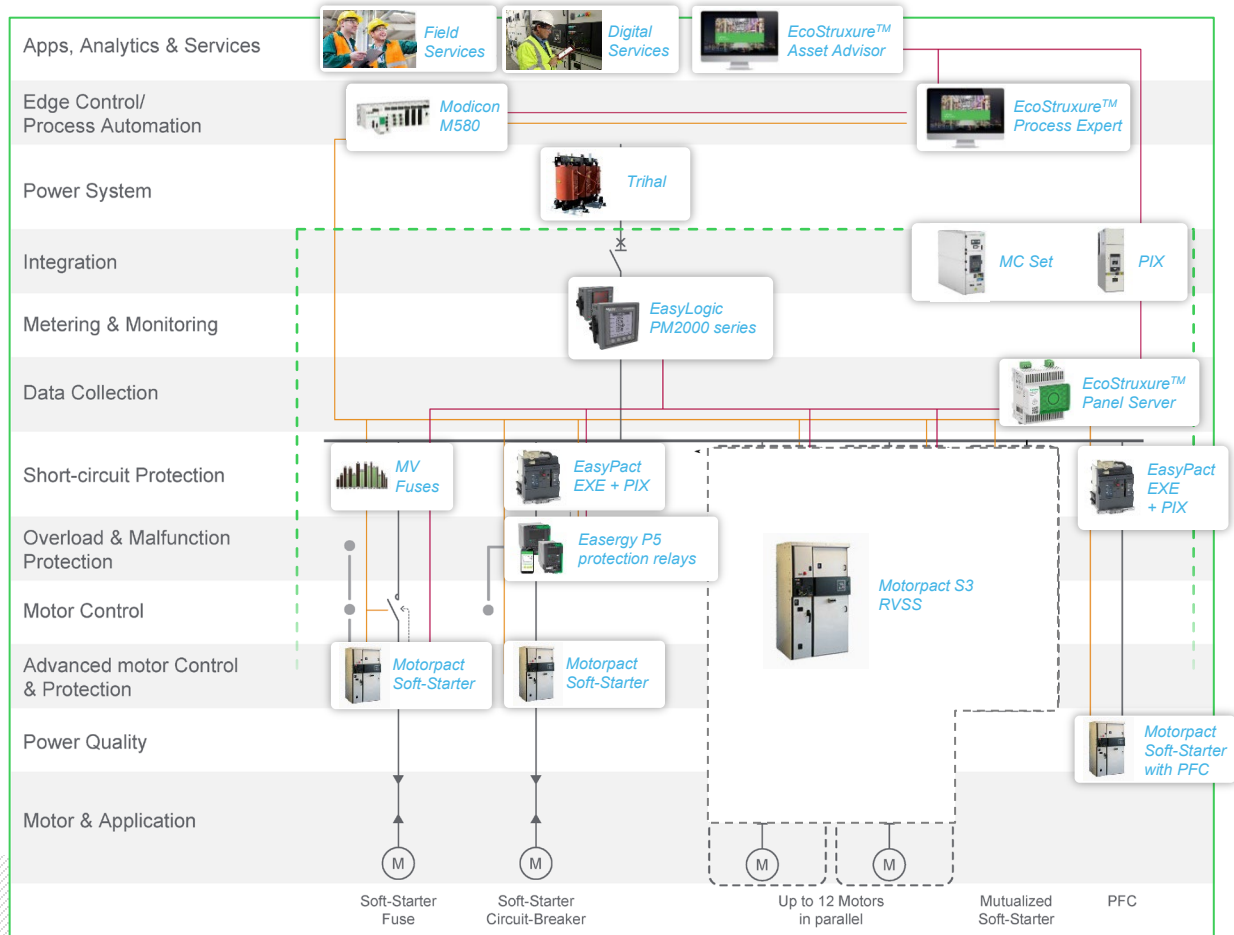 Apps, Analytics & Services
Field
Services
Digital
Services
EcoStruxure™
Asset Advisor
Edge Control/
Process Automation
Modicon
M580
EcoStruxure™
Process Expert
Power System
Trihal
Integration
MC Set
PIX
Metering & Monitoring
EasyLogic
PM2000 series
Data Collection
EcoStruxure™
Panel Server
Short-circuit Protection
MV
Fuses
EasyPact
EXE + PIX
EasyPact
EXE
+ PIX
Overload & Malfunction
Protection
Easergy P5
protection relays
Motorpact S3
RVSS
Motor Control
Advanced motor Control
& Protection
Motorpact
Soft-Starter
Motorpact
Soft-Starter
Power Quality
Motorpact
Soft-Starter
with PFC
Motor & Application
M
M
M
M
Soft-Starter
Fuse
Soft-Starter
Circuit-Breaker
Up to 12 Motors
in parallel
Mutualized
Soft-Starter
PFC